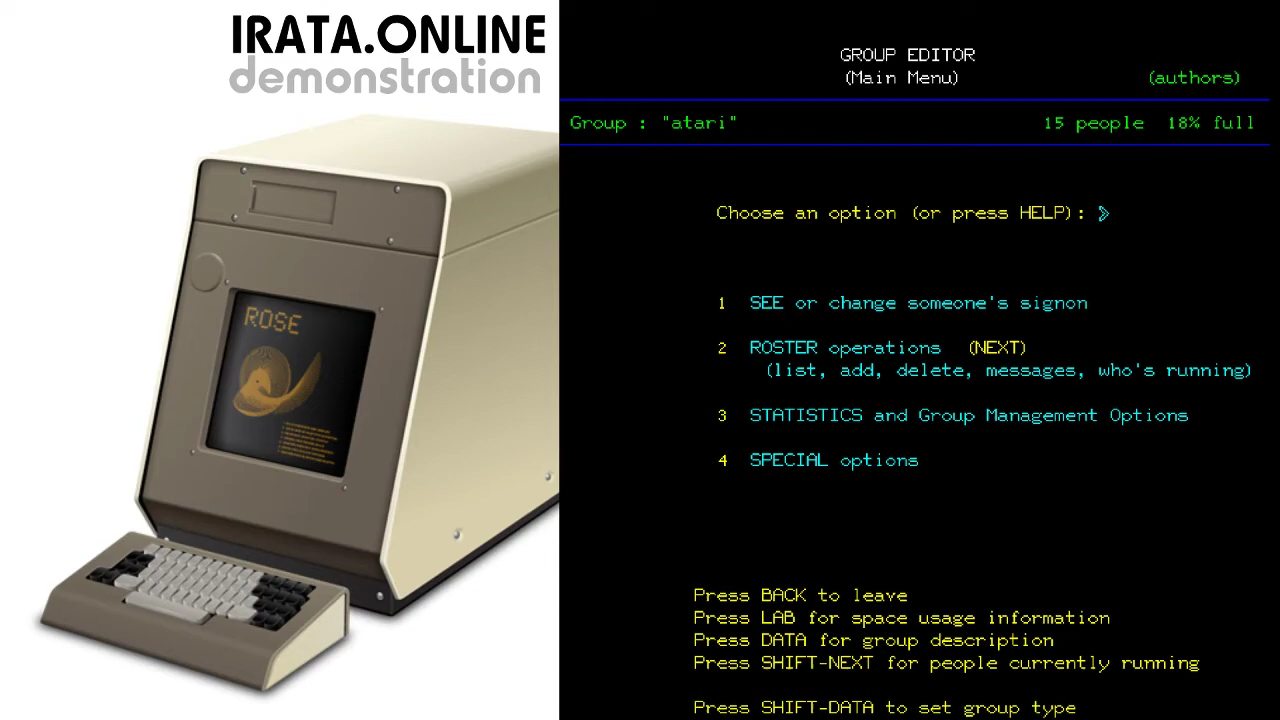 IRATA.ONLINE
demonstration
ROSE
GROUP EDITOR
(Main Menu)
(authors)
Group : "atari"
15 people 18% full
Choose an option (or press HELP): >
1 SEE or change someone's signon
2 ROSTER operations (NEXT)
(list, add, delete, messages, who's running)
3 STATISTICS and Group Management Options
4 SPECIAL options
Press BACK to leave
Press LAB for space usage information
Press DATA for group description
Press SHIFT-NEXT for people currently running
Press SHIFT-DATA to set group type